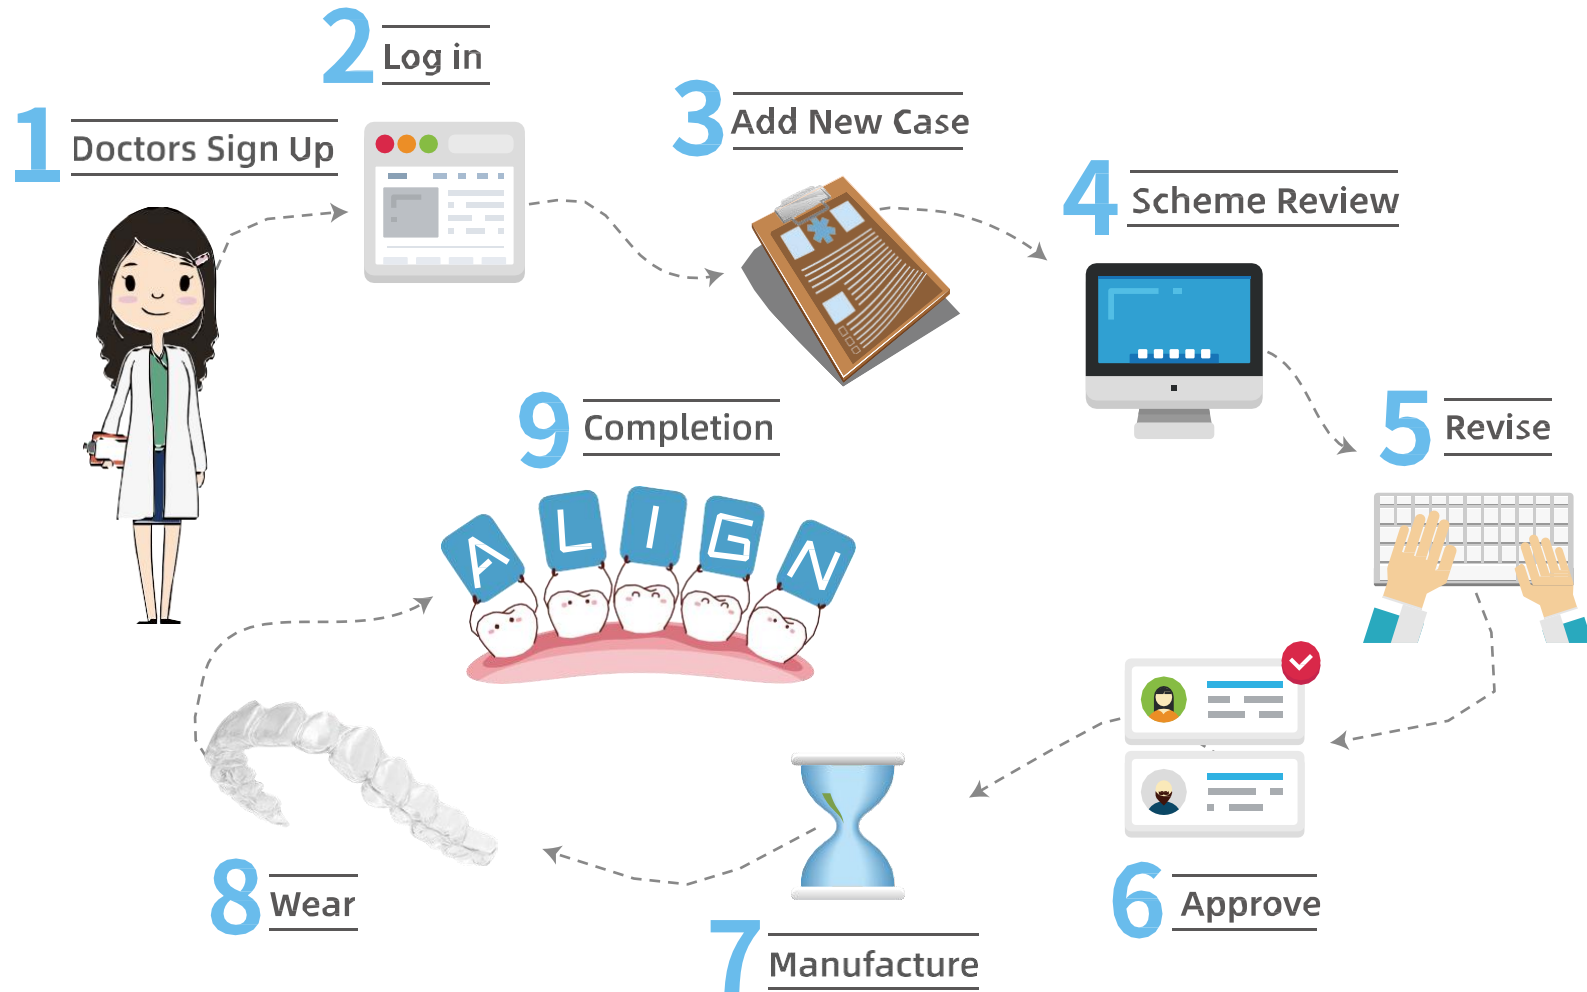 1 Doctors Sign Up
2 Log in
3 Add New Case
4 Scheme Review
5 Revise
6 Approve
7 Manufacture
8 Wear
9 Completion
ALIGN